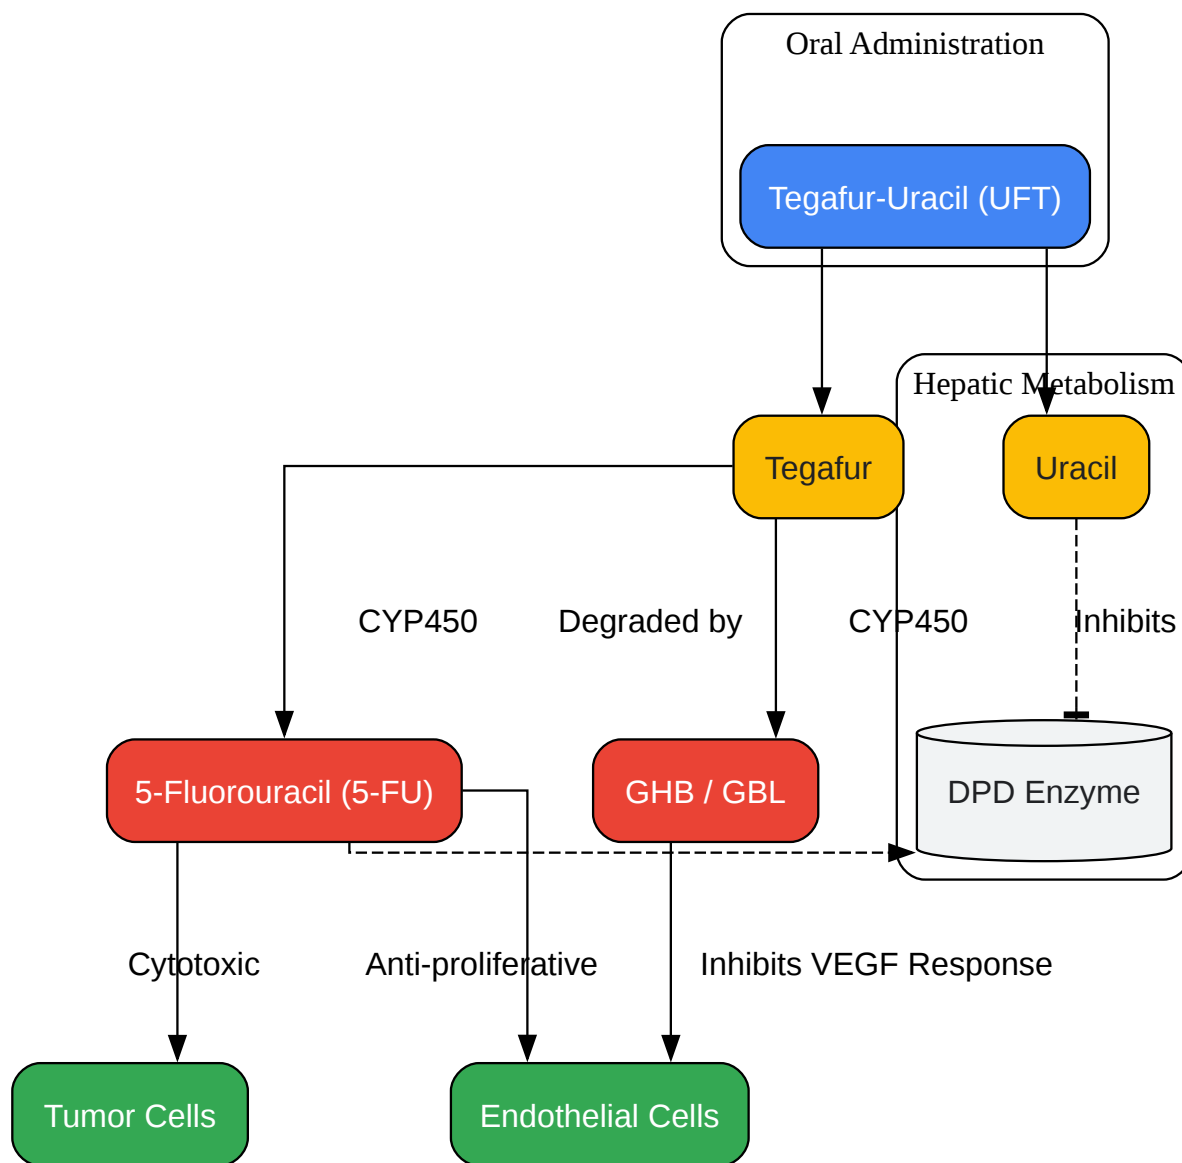 Oral Administration
Tegafur-Uracil (UFT)
Hepatic Metabolism
Tegafur
Uracil
CYP450
Degraded by
CYP450
Inhibits
5-Fluorouracil (5-FU)
GHB / GBL
DPD Enzyme
Cytotoxic
Anti-proliferative
Inhibits VEGF Response
Tumor Cells
Endothelial Cells